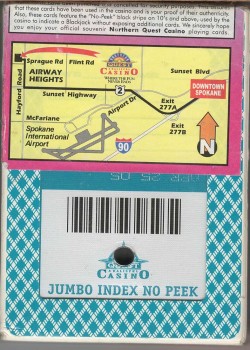 that these cards have been used in the casino and is your proof of their authenticity.
Also, these cards feature the "No-Peek" black strips on 10's and above, used by the
casino to indicate a Blackjack without exposing additional cards. We sincerely hope
you enjoy your official souvenir Northern Quest Casino playing cards.
Hayford Road
Sprague Rd
Flint Rd
AIRWAY
HEIGHTS
QUEST
CASINO
2
Sunset Blvd
DOWNTOWN
SPOKANE
Sunset Highway
Airport Dr
Exit
277A
McFarlane
Exit
277B
Spokane
International
Airport
90
N
CASINO
JUMBO INDEX NO PEEK